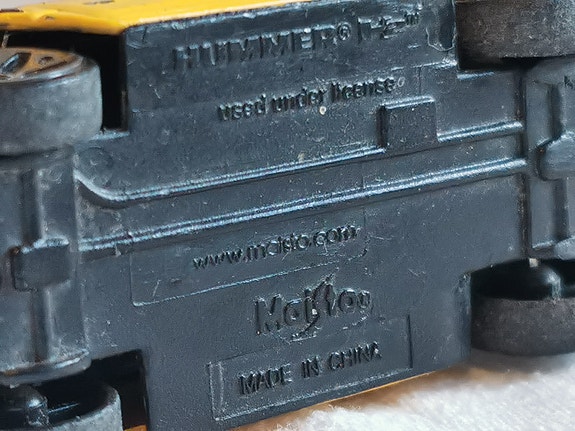 HUMMER® H2™
used under license
www.maisto.com
Maisto®
MADE IN CHINA